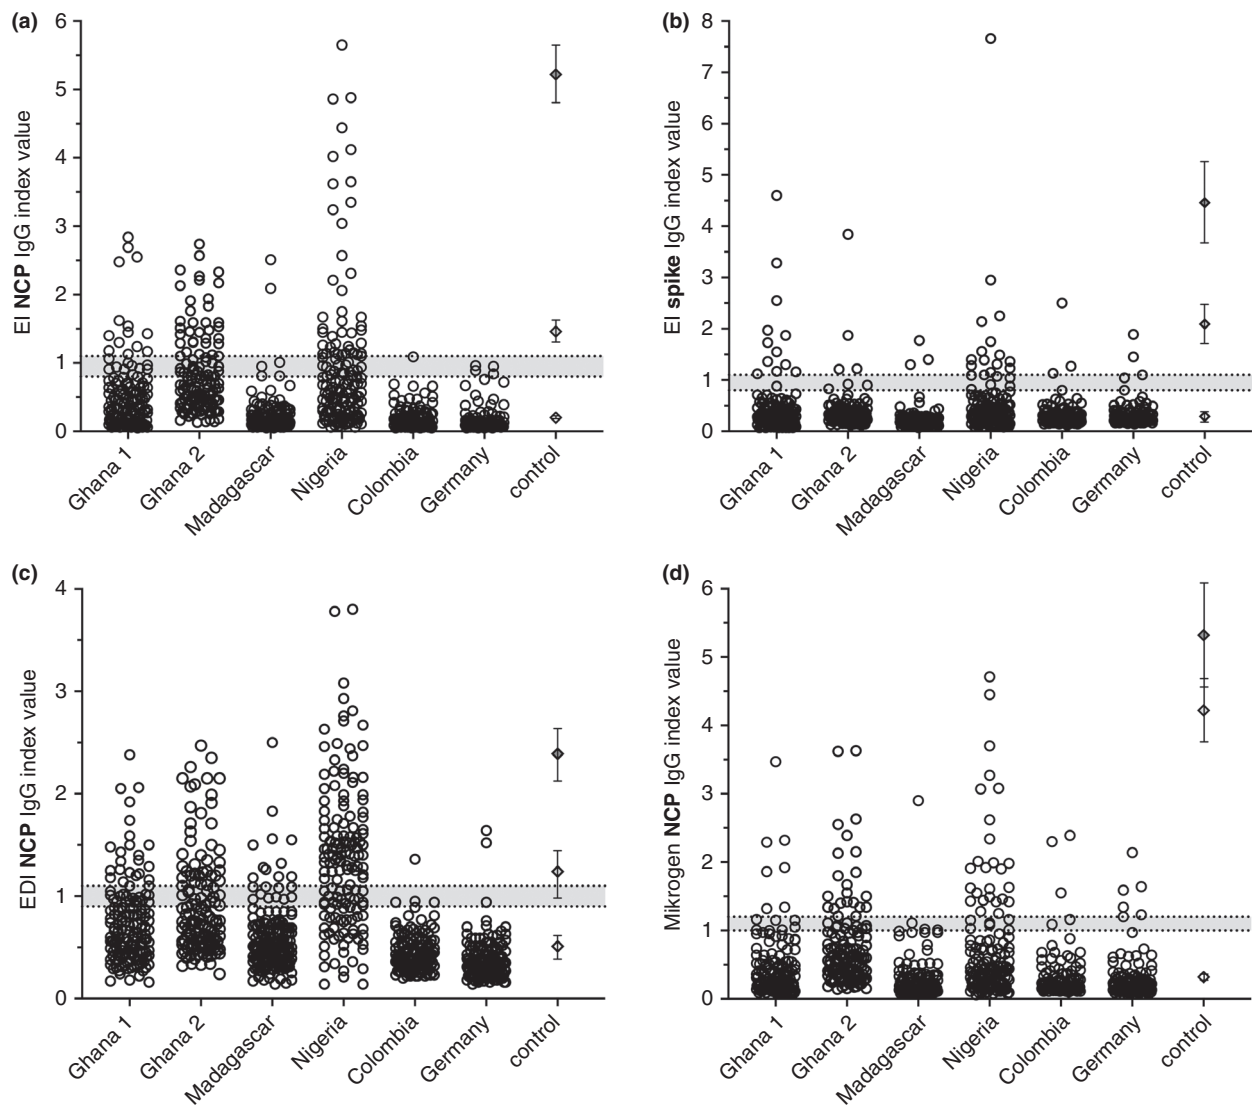 (a)
EI NCP IgG index value
6
5
4
3
2
1
0
Ghana 1
Ghana 2
Madagascar
Nigeria
Colombia
Germany
control
(b)
EI spike IgG index value
8
7
6
5
4
3
2
1
0
Ghana 1
Ghana 2
Madagascar
Nigeria
Colombia
Germany
control
(c)
EDI NCP IgG index value
4
3
2
1
0
Ghana 1
Ghana 2
Madagascar
Nigeria
Colombia
Germany
control
(d)
Mikrogen NCP IgG index value
6
5
4
3
2
1
0
Ghana 1
Ghana 2
Madagascar
Nigeria
Colombia
Germany
control